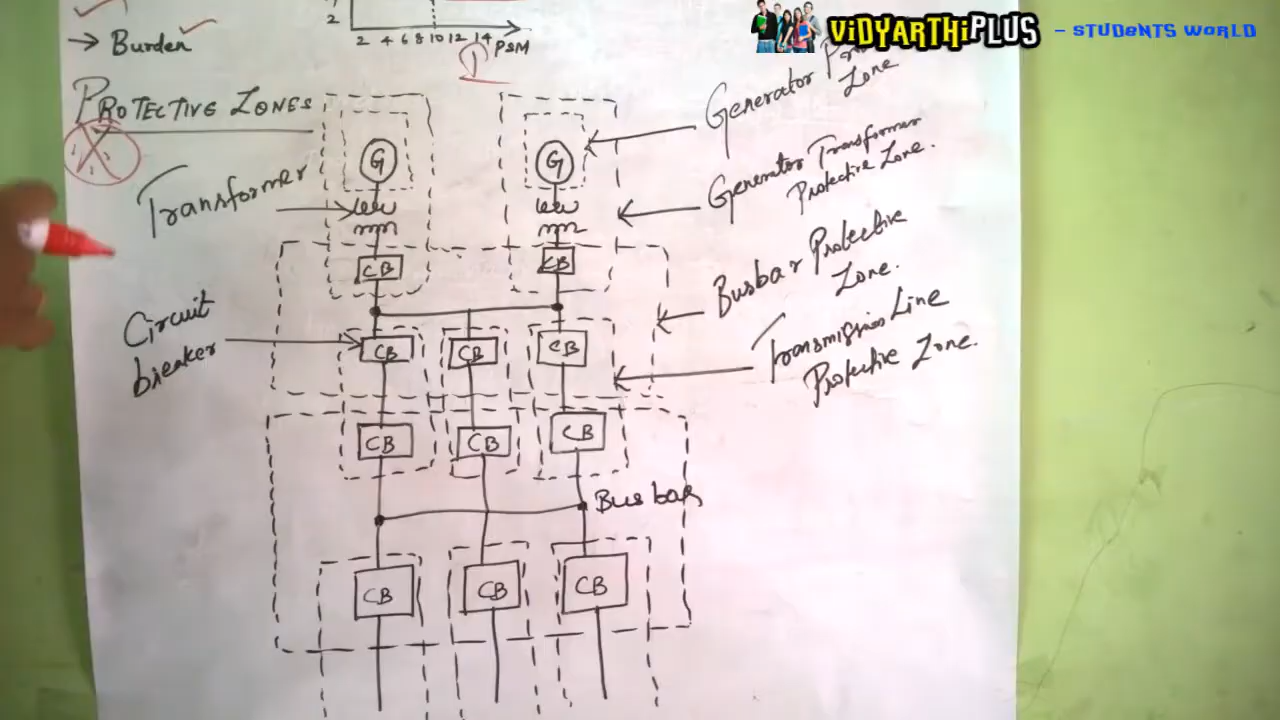 ViDYARTHiPLUS - STUDENTS WORLD
2
2 4 6 8 10 12 14 PSM
→ Burden
PROTECTIVE ZONES
Generator
Zone
G
G
Transformer
Generator Transformer
Protective Zone.
CB
CB
Busbar Protective
Zone.
Circuit
breaker
CB
CB
CB
Transmission Line
Protective Zone.
CB
CB
CB
Busbar
CB
CB
CB